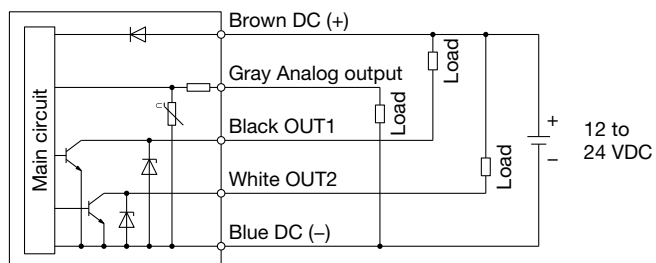 Brown DC (+)
Main circuit
Gray Analog output
Load
Load
Black OUT1
+
12 to
24 VDC
−
Load
White OUT2
Blue DC (−)